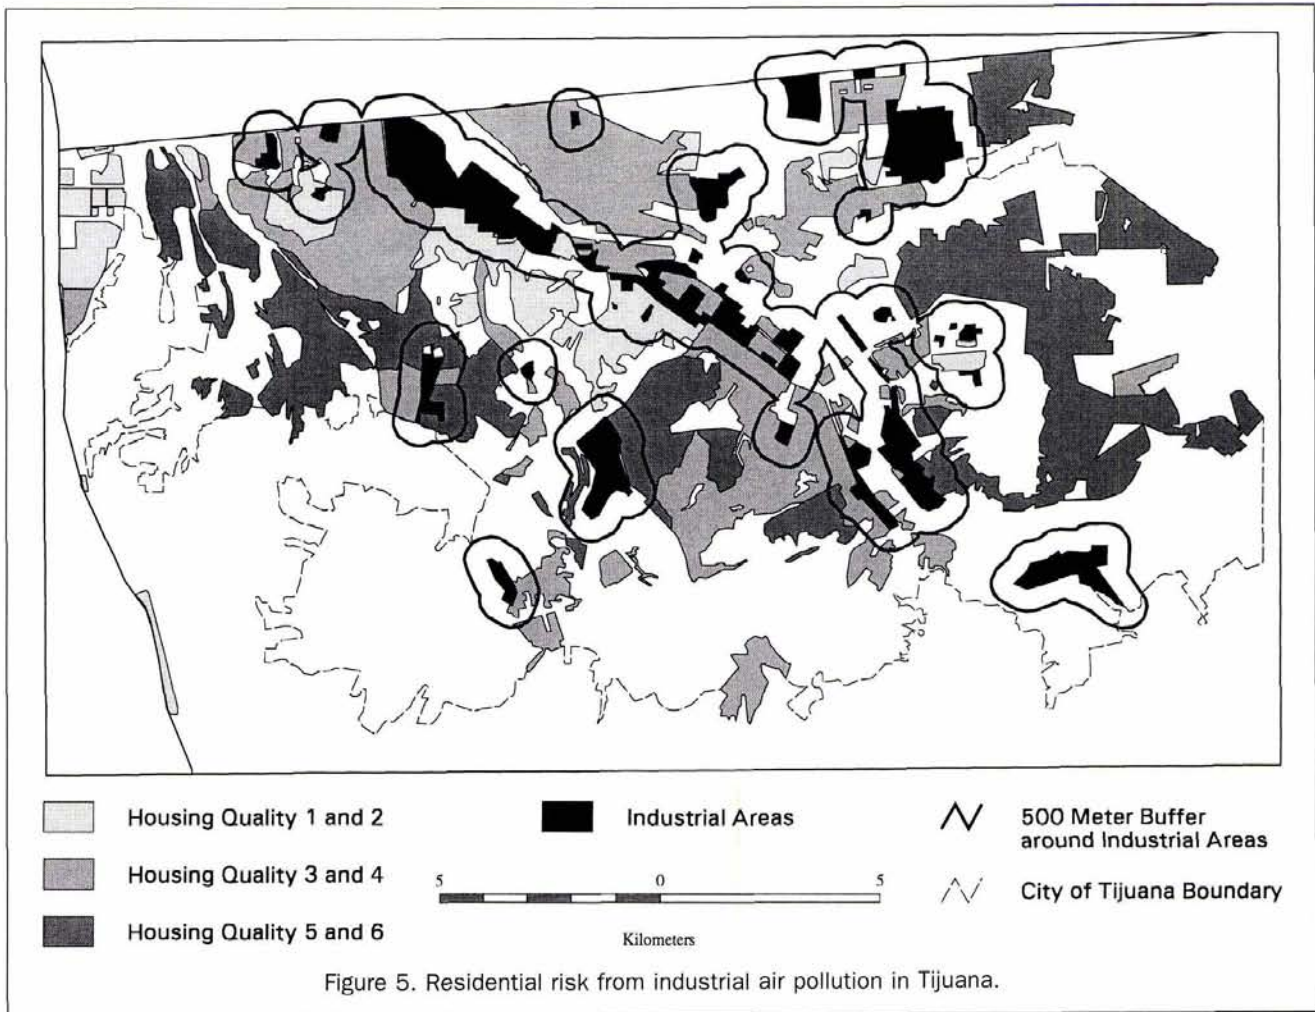 Housing Quality 1 and 2
Housing Quality 3 and 4
Housing Quality 5 and 6
Industrial Areas
5 0 5
Kilometers
500 Meter Buffer
around Industrial Areas
City of Tijuana Boundary
Figure 5. Residential risk from industrial air pollution in Tijuana.